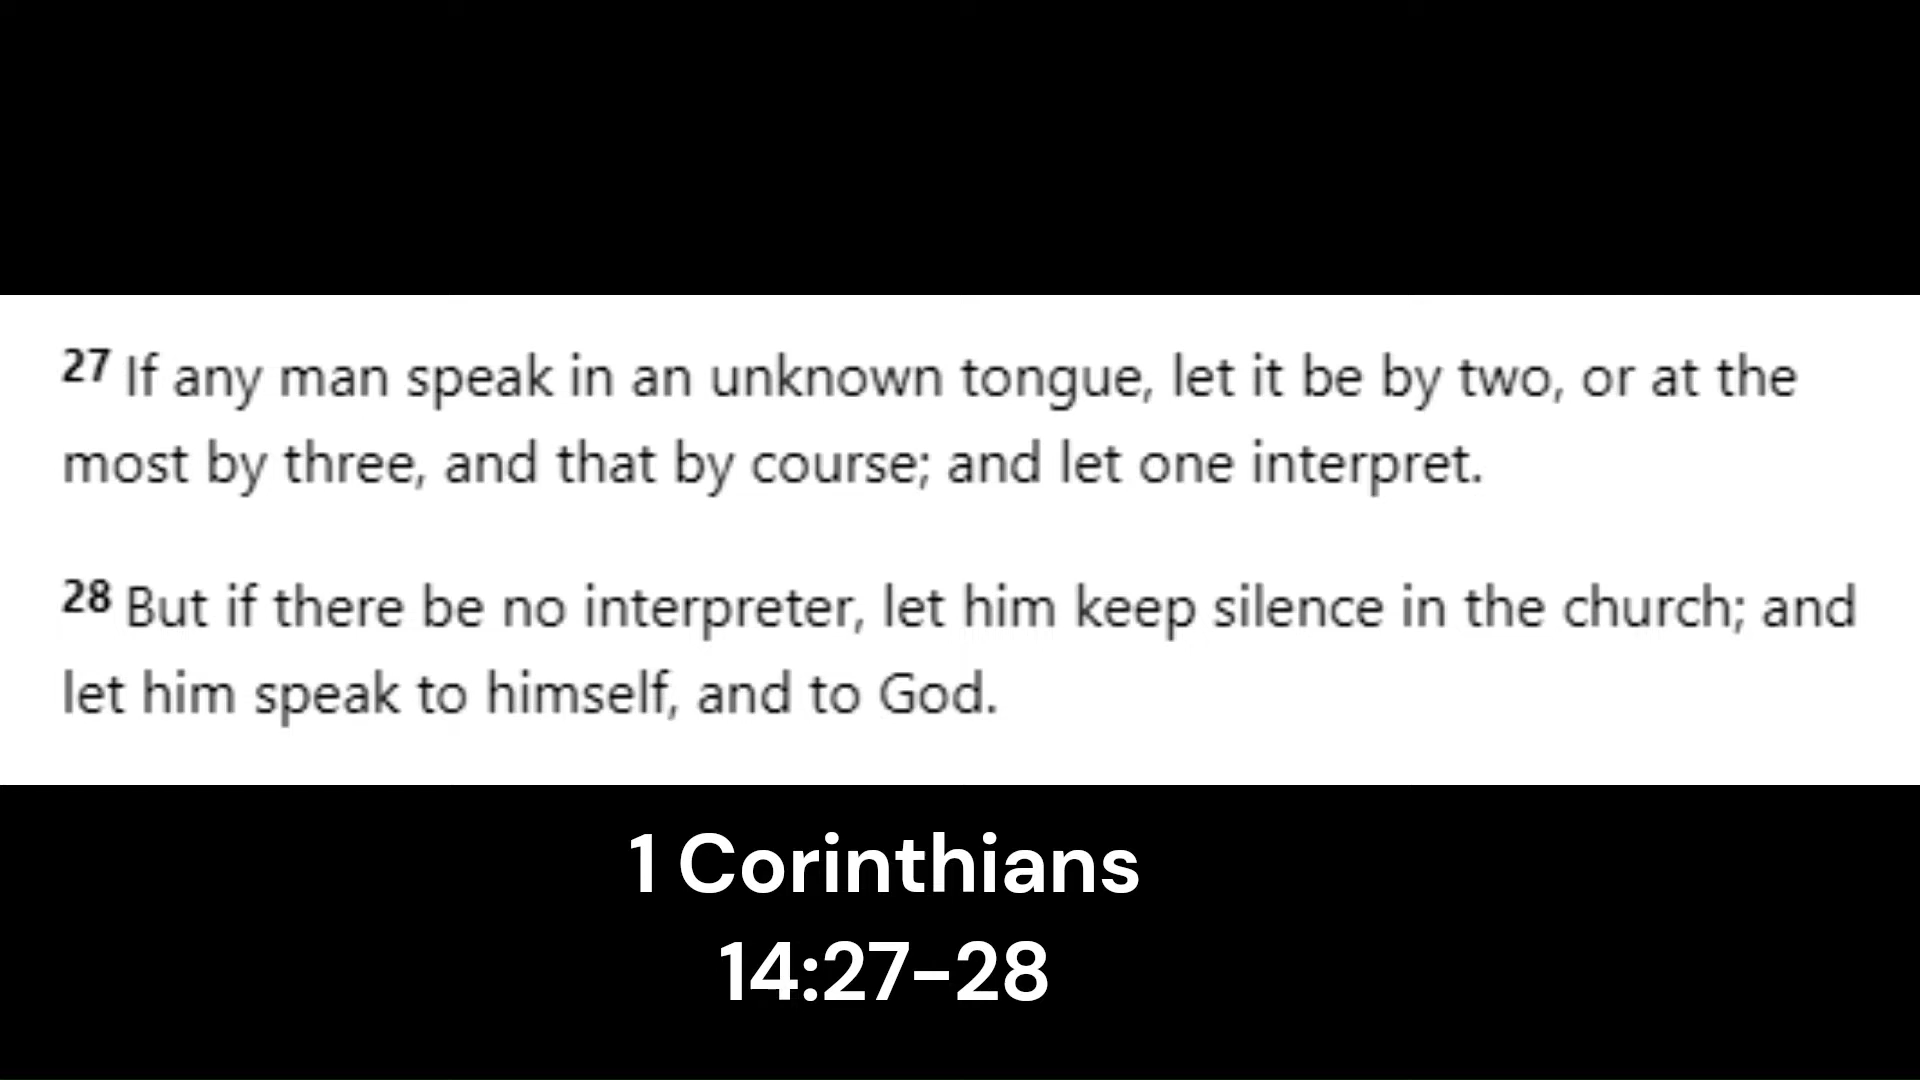 27 If any man speak in an unknown tongue, let it be by two, or at the
most by three, and that by course; and let one interpret.
28 But if there be no interpreter, let him keep silence in the church; and
let him speak to himself, and to God.
1 Corinthians
14:27-28